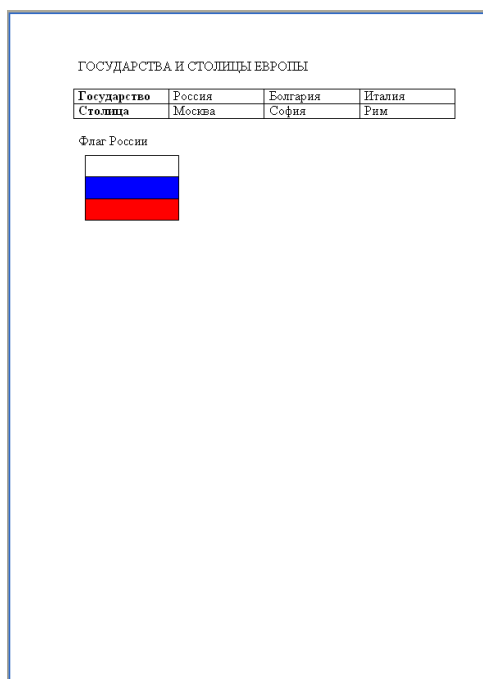 ГОСУДАРСТВА И СТОЛИЦЫ ЕВРОПЫ
Государство Россия Болгария Италия
Столица Москва София Рим
Флаг России